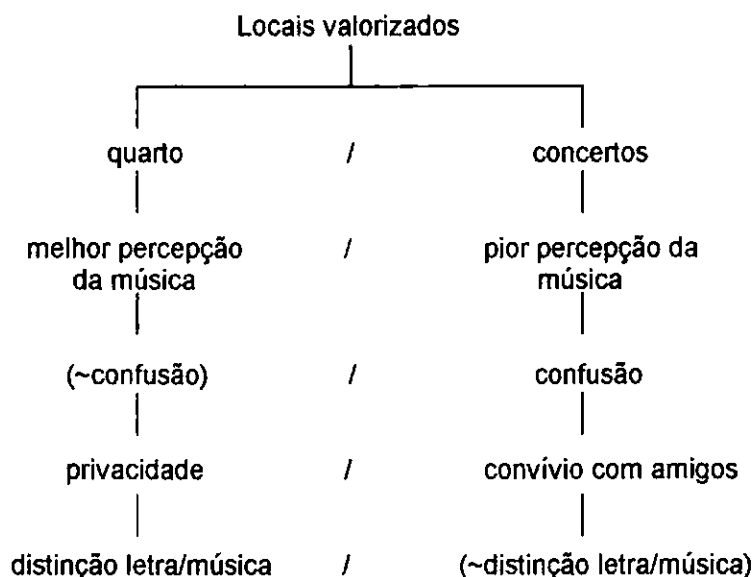 Locais valorizados
quarto / concertos
melhor percepção / pior percepção da
da música música
(~confusão) / confusão
privacidade / convívio com amigos
distinção letra/música / (~distinção letra/música)